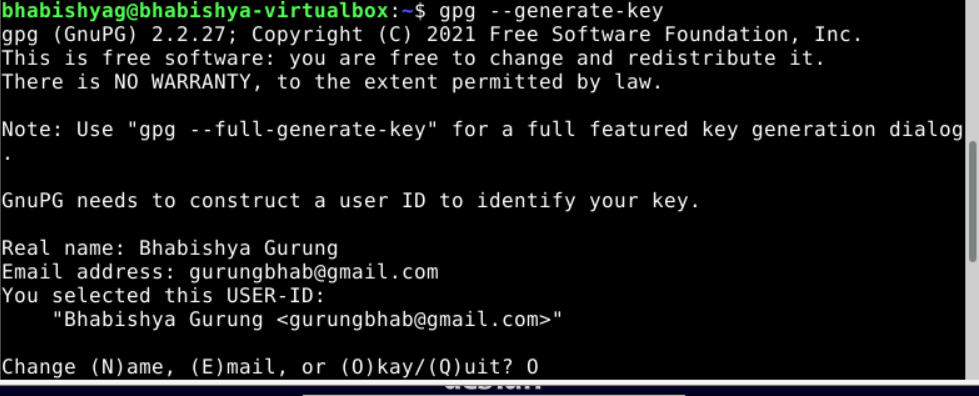 bhabishyag@bhabishya-virtualbox:~$ gpg --generate-key
gpg (GnuPG) 2.2.27; Copyright (C) 2021 Free Software Foundation, Inc.
This is free software: you are free to change and redistribute it.
There is NO WARRANTY, to the extent permitted by law.
Note: Use "gpg --full-generate-key" for a full featured key generation dialog
.
GnuPG needs to construct a user ID to identify your key.
Real name: Bhabishya Gurung
Email address: gurungbhab@gmail.com
You selected this USER-ID:
    "Bhabishya Gurung <gurungbhab@gmail.com>"
Change (N)ame, (E)mail, or (O)kay/(Q)uit? O